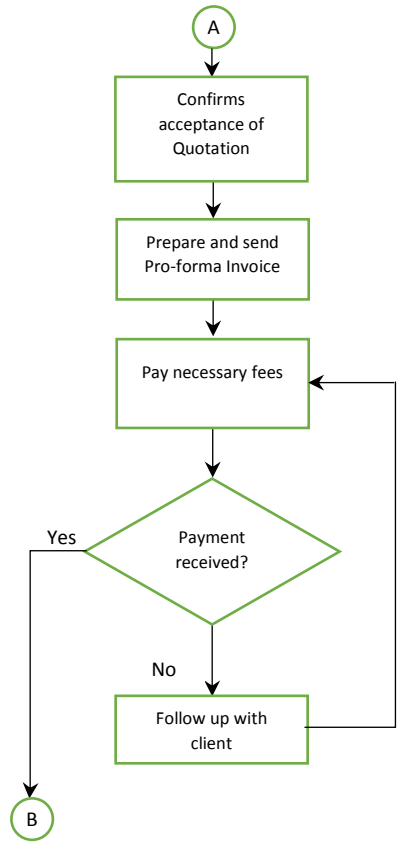 A
Confirms
acceptance of
Quotation
Prepare and send
Pro-forma Invoice
Pay necessary fees
Yes
Payment
received?
No
Follow up with
client
B